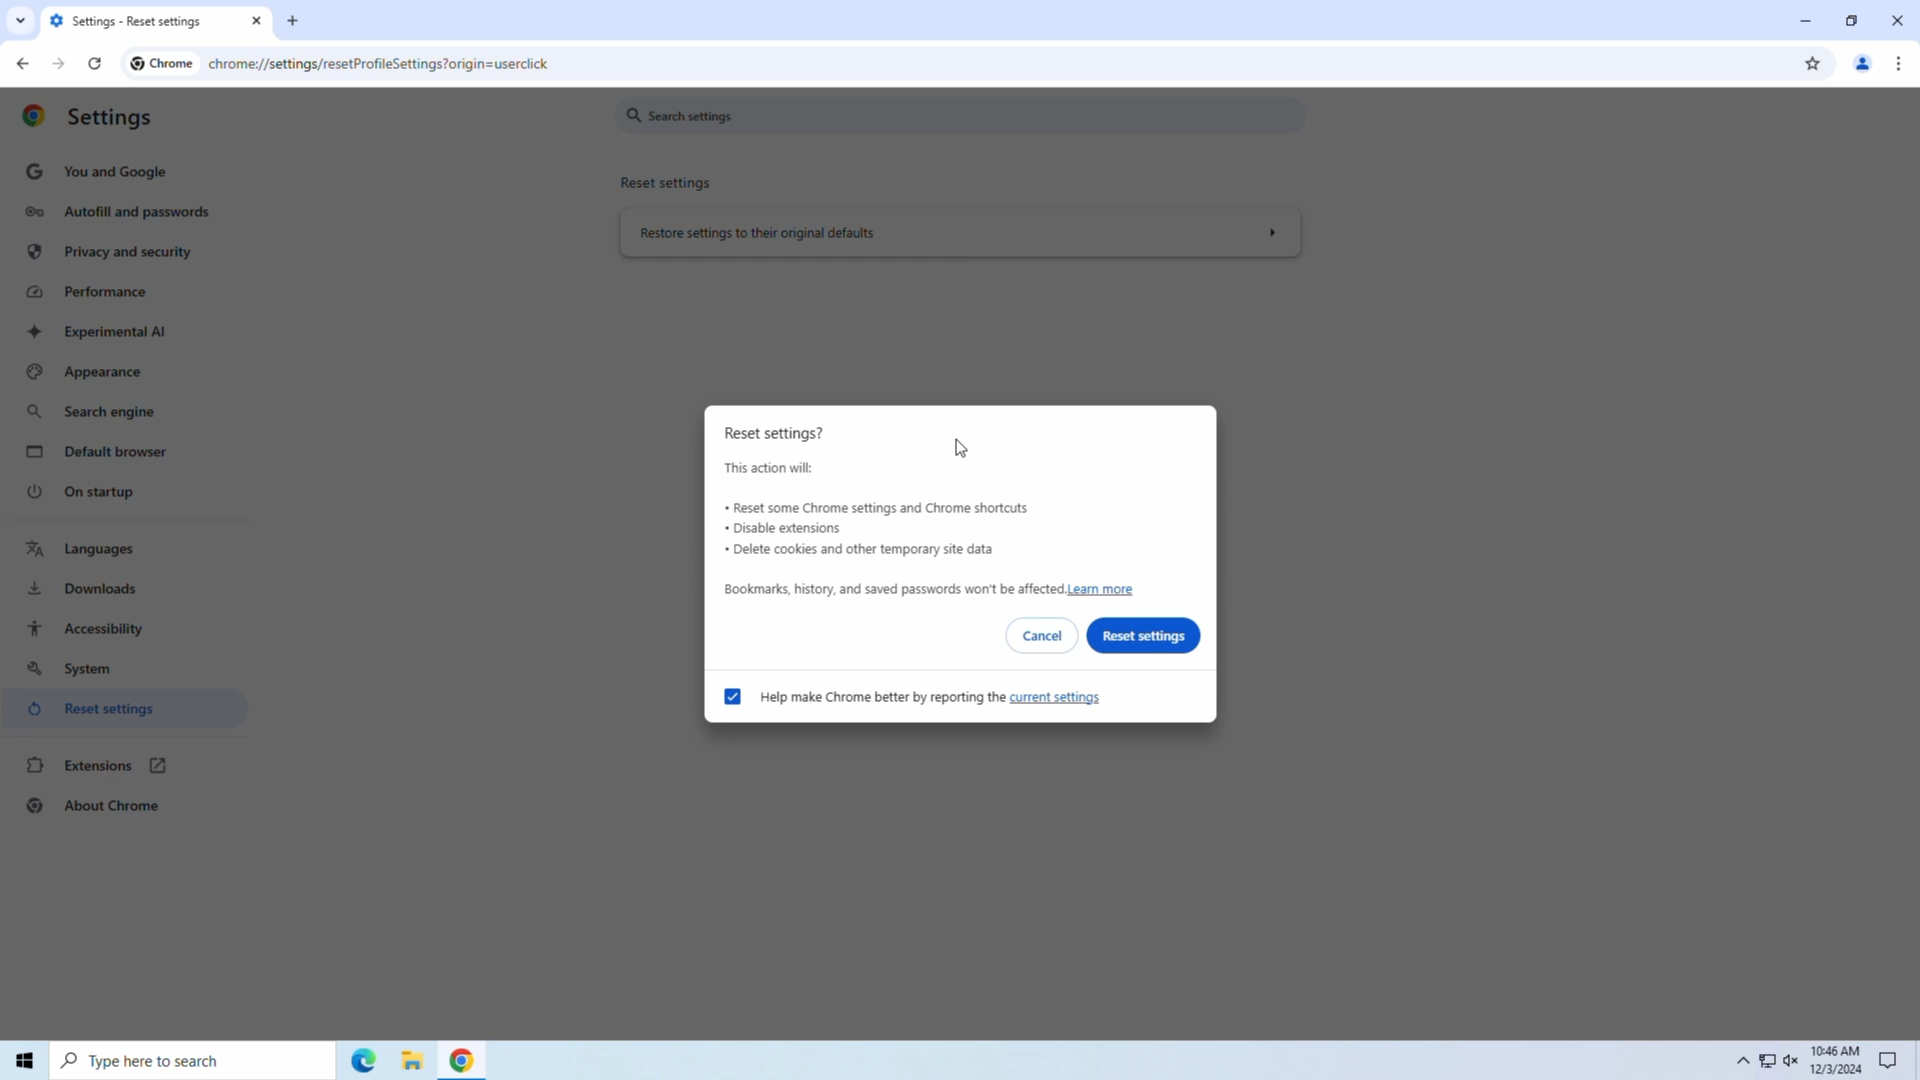 Settings - Reset settings
Chrome
chrome://settings/resetProfileSettings?origin=userclick
Settings
Search settings
You and Google
Autofill and passwords
Privacy and security
Performance
Experimental AI
Appearance
Search engine
Default browser
On startup
Languages
Downloads
Accessibility
System
Reset settings
Extensions
About Chrome
Reset settings
Restore settings to their original defaults
Reset settings?
This action will:
• Reset some Chrome settings and Chrome shortcuts
• Disable extensions
• Delete cookies and other temporary site data
Bookmarks, history, and saved passwords won't be affected.Learn more
Cancel
Reset settings
Help make Chrome better by reporting the current settings
Type here to search
10:46 AM
12/3/2024